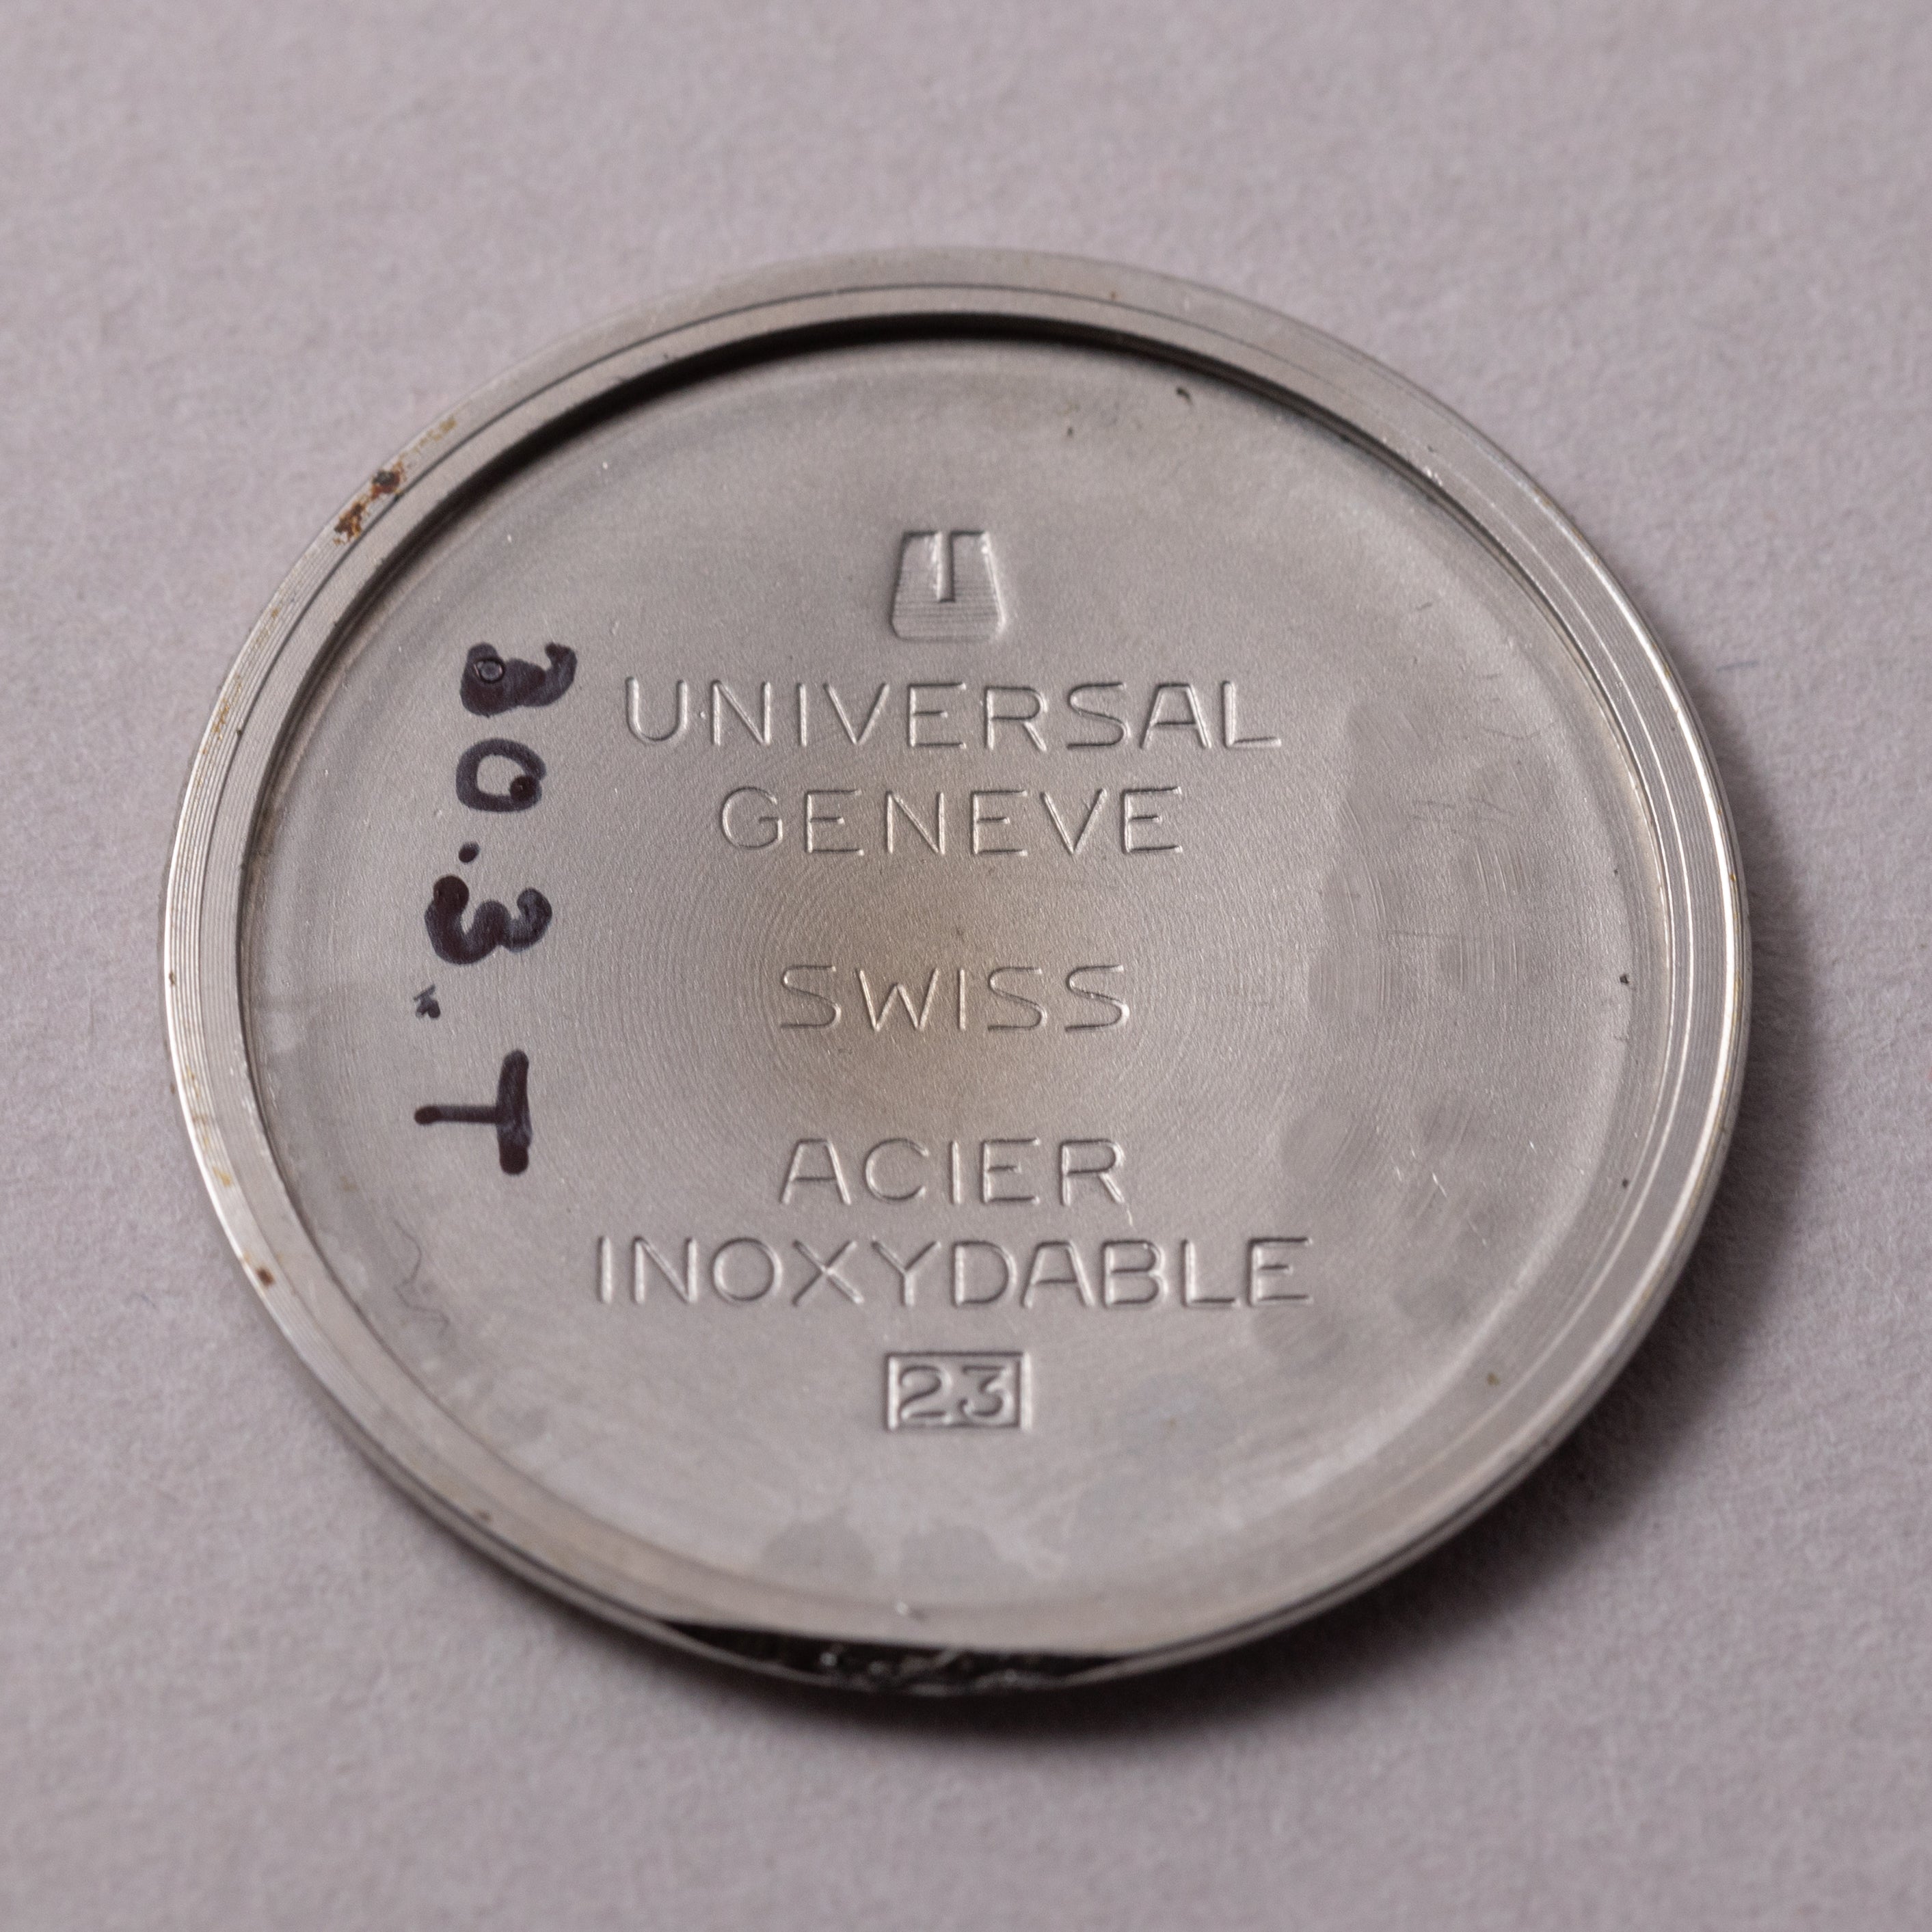 UNIVERSAL
GENEVE
SWISS
ACIER
INOXYDABLE
23
30.3 T